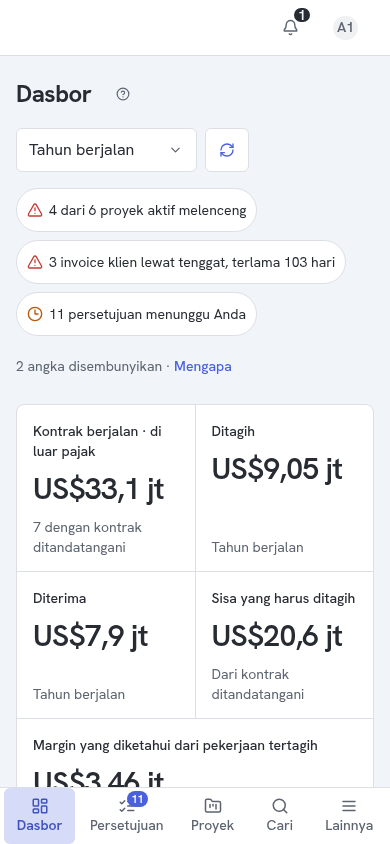 1
A1
Dasbor
Tahun berjalan
4 dari 6 proyek aktif melenceng
3 invoice klien lewat tenggat, terlama 103 hari
11 persetujuan menunggu Anda
2 angka disembunyikan · Mengapa
Kontrak berjalan · di
luar pajak
US$33,1 jt
7 dengan kontrak
ditandatangani
Ditagih
US$9,05 jt
Tahun berjalan
Diterima
US$7,9 jt
Tahun berjalan
Sisa yang harus ditagih
US$20,6 jt
Dari kontrak
ditandatangani
Margin yang diketahui dari pekerjaan tertagih
US$3,46 jt
11
Dasbor
Persetujuan
Proyek
Cari
Lainnya